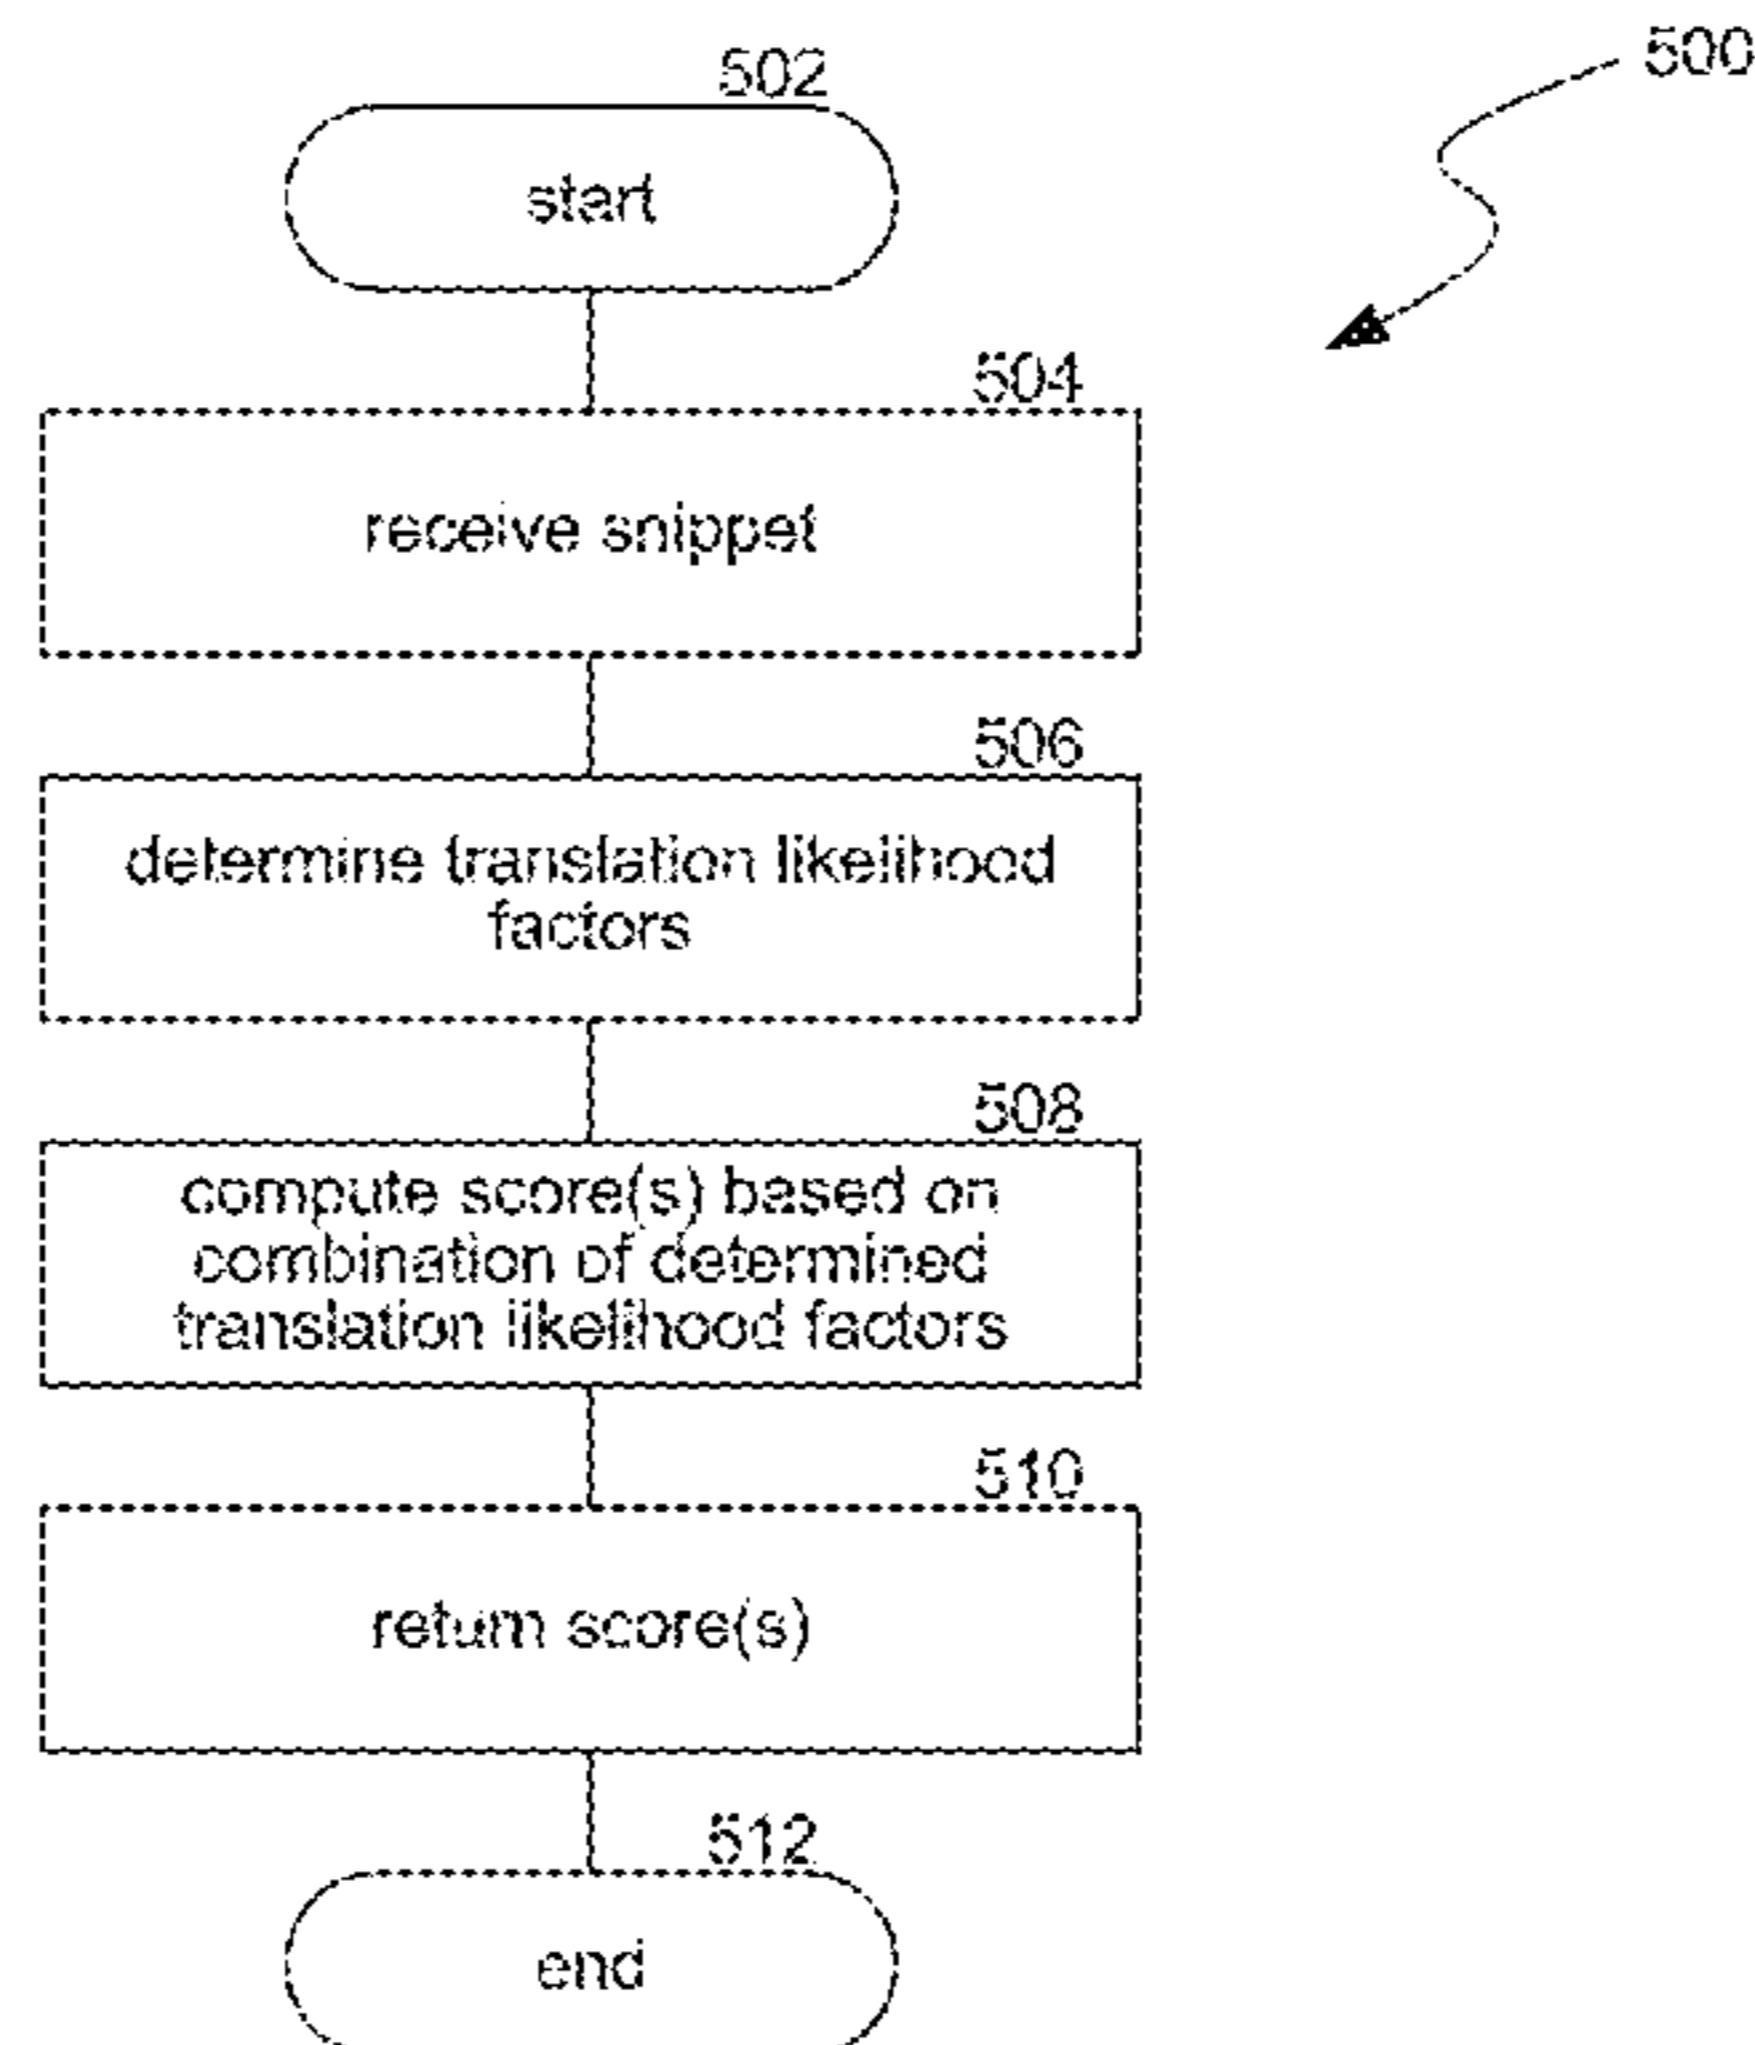 502
500
start
504
receive snippet
506
determine translation likelihood
factors
508
compute score(s) based on
combination of determined
translation likelihood factors
510
return score(s)
512
end